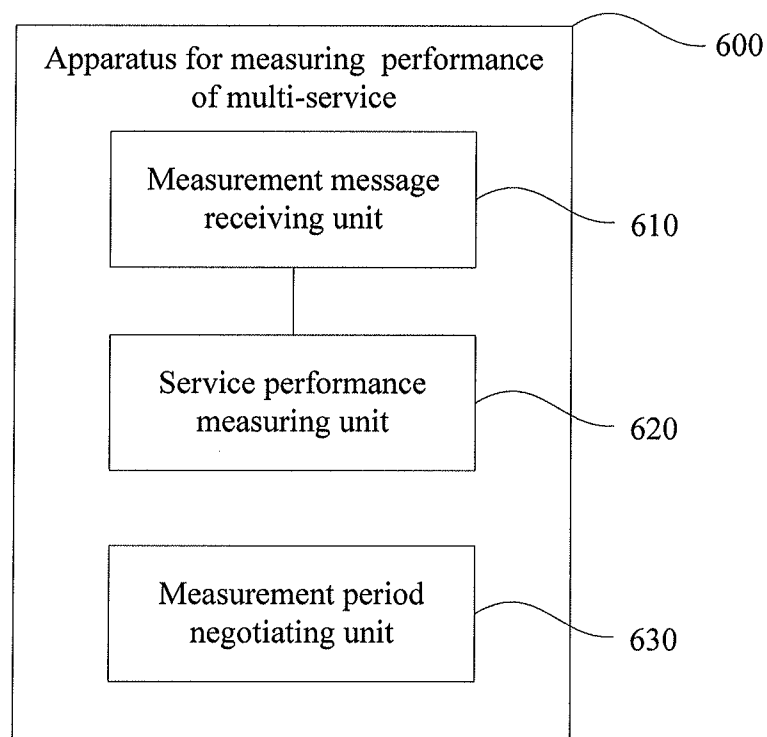 600
Apparatus for measuring performance
of multi-service
Measurement message
receiving unit
610
Service performance
measuring unit
620
Measurement period
negotiating unit
630